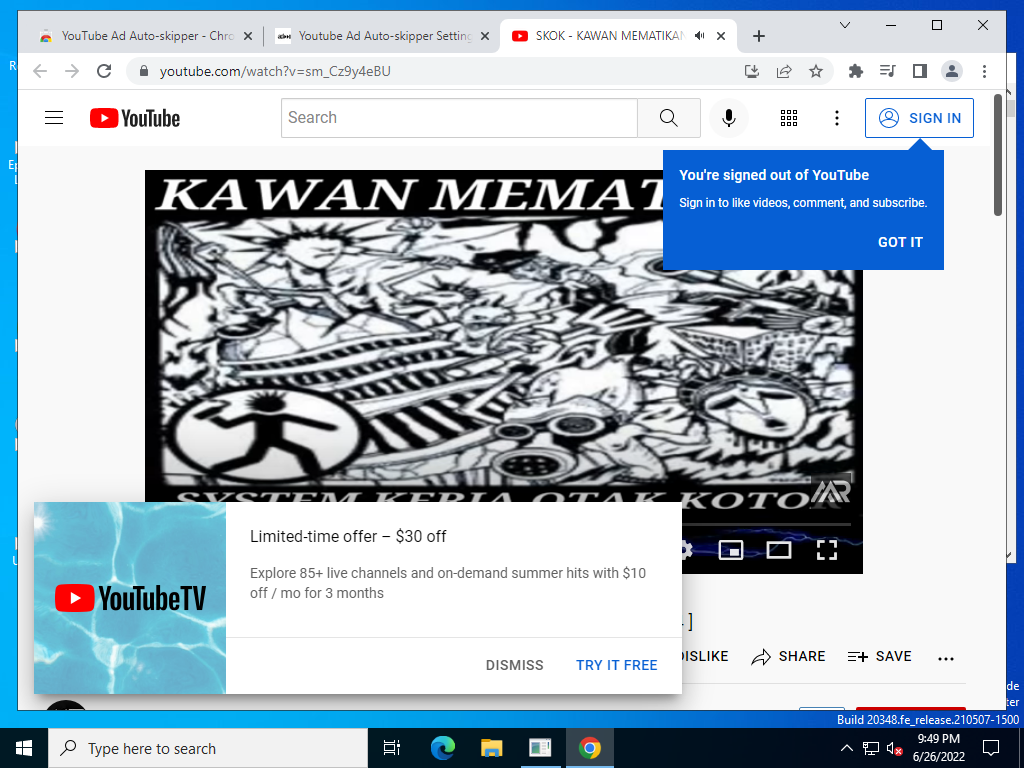 YouTube Ad Auto-skipper - Chro
Youtube Ad Auto-skipper Setting
SKOK - KAWAN MEMATIKAN
youtube.com/watch?v=sm_Cz9y4eBU
YouTube
Search
SIGN IN
You're signed out of YouTube
Sign in to like videos, comment, and subscribe.
GOT IT
KAWAN MEMAT
SYSTEM KERJA OTAK KOTO
YouTubeTV
Limited-time offer – $30 off
Explore 85+ live channels and on-demand summer hits with $10
off / mo for 3 months
DISMISS
TRY IT FREE
]
DISLIKE
SHARE
SAVE
Build 20348.fe_release.210507-1500
Type here to search
9:49 PM
6/26/2022